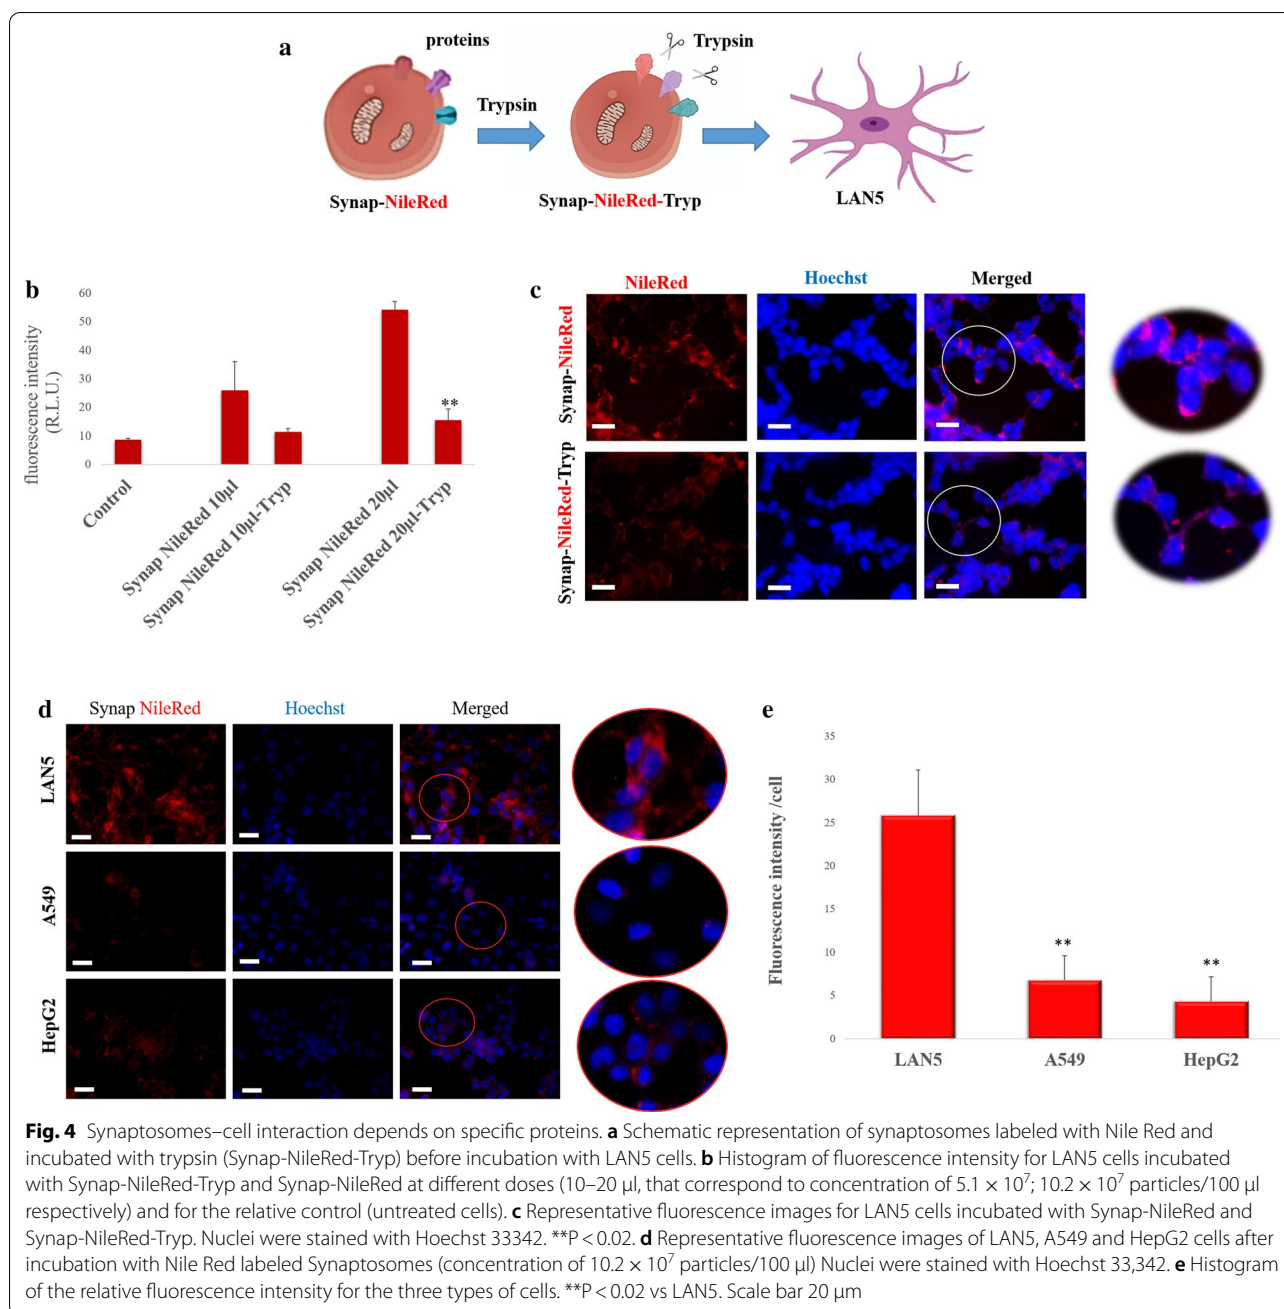 a
proteins
Trypsin
Trypsin
Synap-NileRed
Synap-NileRed-Tryp
LAN5
b
fluorescence intensity
(R.L.U.)
60
50
40
30
20
10
0
**
Control
Synap NileRed 10µl
Synap NileRed 10µl-Tryp
Synap NileRed 20µl
Synap NileRed 20µl-Tryp
c
NileRed
Hoechst
Merged
Synap-NileRed
Synap-NileRed-Tryp
d
Synap NileRed
Hoechst
Merged
LAN5
A549
HepG2
e
Fluorescence intensity /cell
35
30
25
20
15
10
5
0
**
**
LAN5
A549
HepG2
Fig. 4 Synaptosomes–cell interaction depends on specific proteins. a Schematic representation of synaptosomes labeled with Nile Red and
incubated with trypsin (Synap-NileRed-Tryp) before incubation with LAN5 cells. b Histogram of fluorescence intensity for LAN5 cells incubated
with Synap-NileRed-Tryp and Synap-NileRed at different doses (10–20 µl, that correspond to concentration of 5.1 × 10⁷; 10.2 × 10⁷ particles/100 µl
respectively) and for the relative control (untreated cells). c Representative fluorescence images for LAN5 cells incubated with Synap-NileRed and
Synap-NileRed-Tryp. Nuclei were stained with Hoechst 33342. **P < 0.02. d Representative fluorescence images of LAN5, A549 and HepG2 cells after
incubation with Nile Red labeled Synaptosomes (concentration of 10.2 × 10⁷ particles/100 µl) Nuclei were stained with Hoechst 33,342. e Histogram
of the relative fluorescence intensity for the three types of cells. **P < 0.02 vs LAN5. Scale bar 20 µm